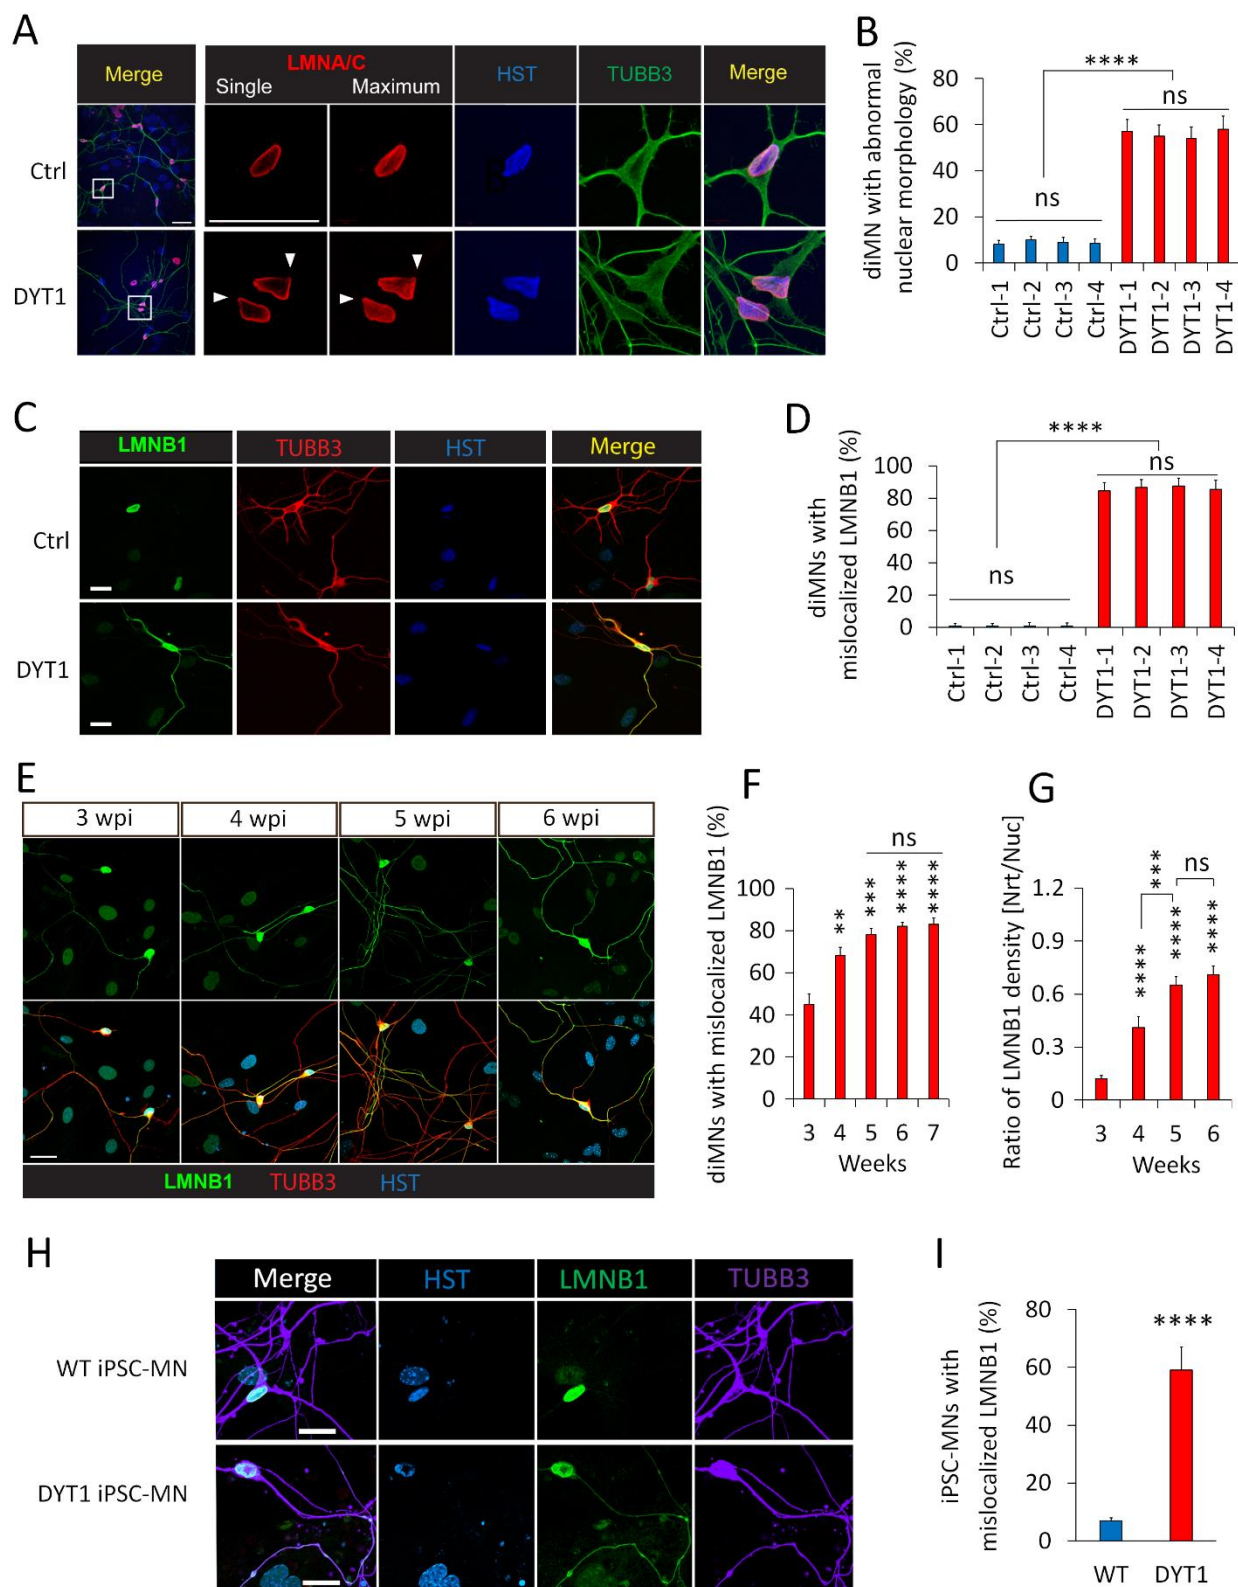 A
Merge
LMNA/C
Single
Maximum
HST
TUBB3
Merge
Ctrl
DYT1
B
diMN with abnormal
nuclear morphology (%)
80
60
40
20
0
****
ns
ns
Ctrl-1
Ctrl-2
Ctrl-3
Ctrl-4
DYT1-1
DYT1-2
DYT1-3
DYT1-4
C
LMNB1
TUBB3
HST
Merge
Ctrl
DYT1
D
diMNs with
mislocalized LMNB1 (%)
100
80
60
40
20
0
****
ns
ns
Ctrl-1
Ctrl-2
Ctrl-3
Ctrl-4
DYT1-1
DYT1-2
DYT1-3
DYT1-4
E
3 wpi
4 wpi
5 wpi
6 wpi
LMNB1 TUBB3 HST
F
diMNs with mislocalized LMNB1 (%)
100
80
60
40
20
0
ns
**
***
****
****
3 4 5 6 7
Weeks
G
Ratio of LMNB1 density [Nrt/Nuc]
1.2
0.9
0.6
0.3
0
***
ns
****
****
****
3 4 5 6
Weeks
H
Merge
HST
LMNB1
TUBB3
WT iPSC-MN
DYT1 iPSC-MN
I
iPSC-MNs with
mislocalized LMNB1 (%)
80
60
40
20
0
****
WT DYT1